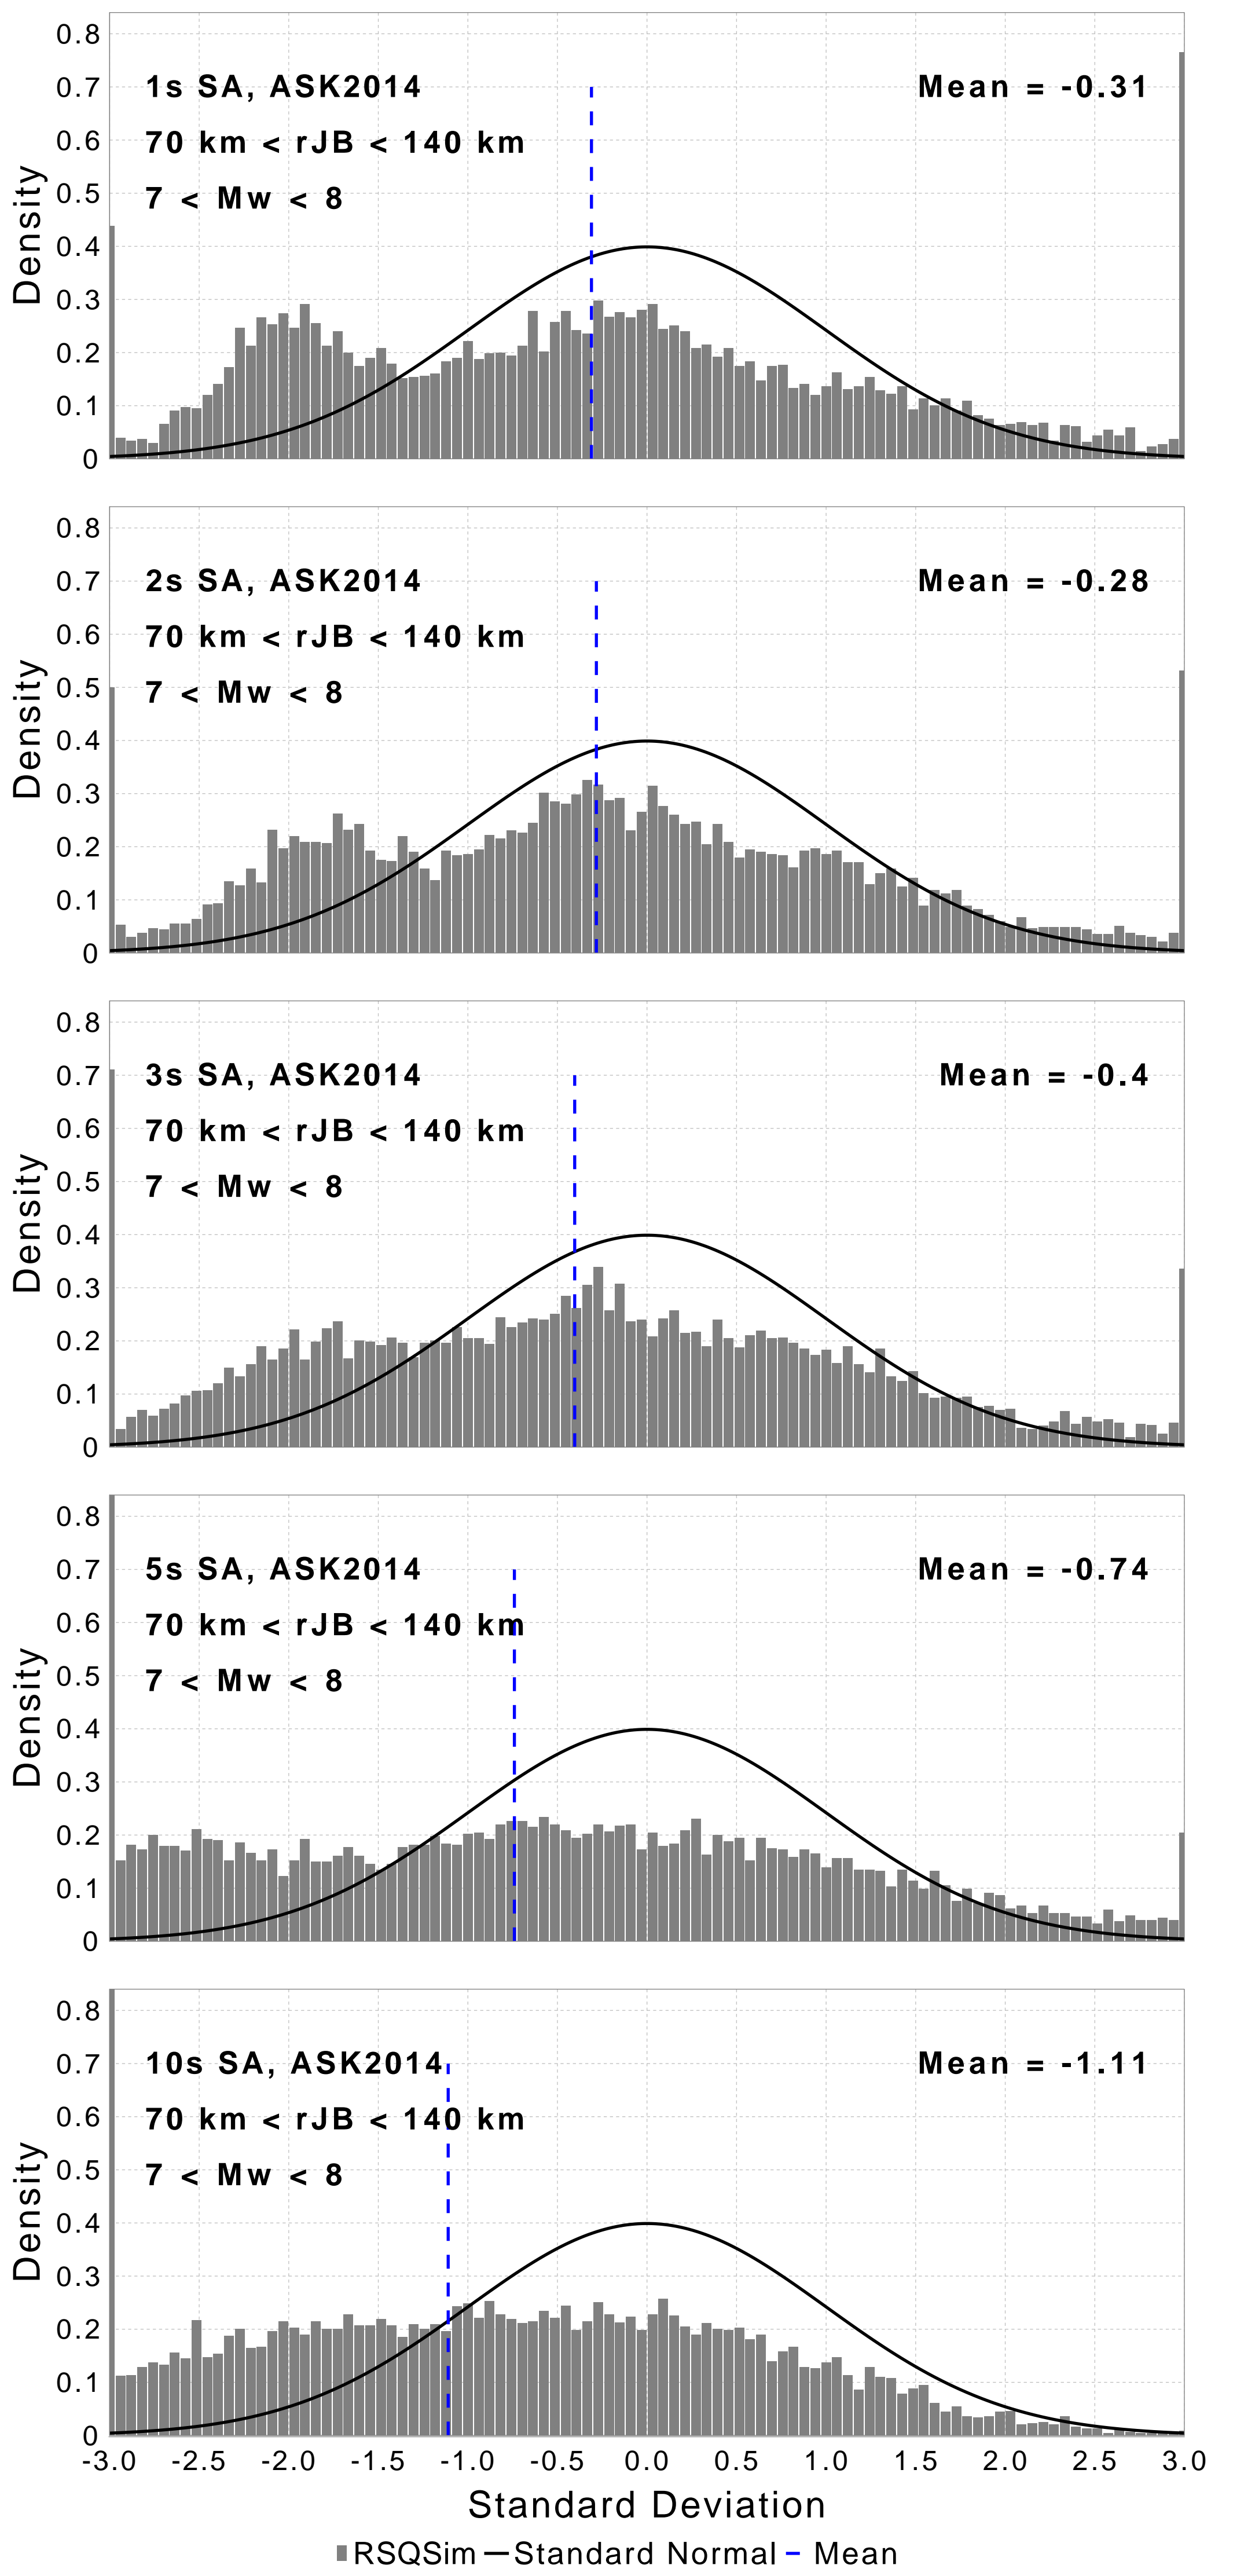 0.8
1s SA, ASK2014 Mean = -0.31
0.7
70 km < rJB < 140 km
0.6
7 < Mw < 8
0.5
0.4
0.3
0.2
0.1
0
Density
0.8
2s SA, ASK2014 Mean = -0.28
0.7
70 km < rJB < 140 km
0.6
7 < Mw < 8
0.5
0.4
0.3
0.2
0.1
0
Density
0.8
3s SA, ASK2014 Mean = -0.4
0.7
70 km < rJB < 140 km
0.6
7 < Mw < 8
0.5
0.4
0.3
0.2
0.1
0
Density
0.8
5s SA, ASK2014 Mean = -0.74
0.7
70 km < rJB < 140 km
0.6
7 < Mw < 8
0.5
0.4
0.3
0.2
0.1
0
Density
0.8
10s SA, ASK2014 Mean = -1.11
0.7
70 km < rJB < 140 km
0.6
7 < Mw < 8
0.5
0.4
0.3
0.2
0.1
0
Density
-3.0 -2.5 -2.0 -1.5 -1.0 -0.5 0.0 0.5 1.0 1.5 2.0 2.5 3.0
Standard Deviation
RSQSim Standard Normal Mean